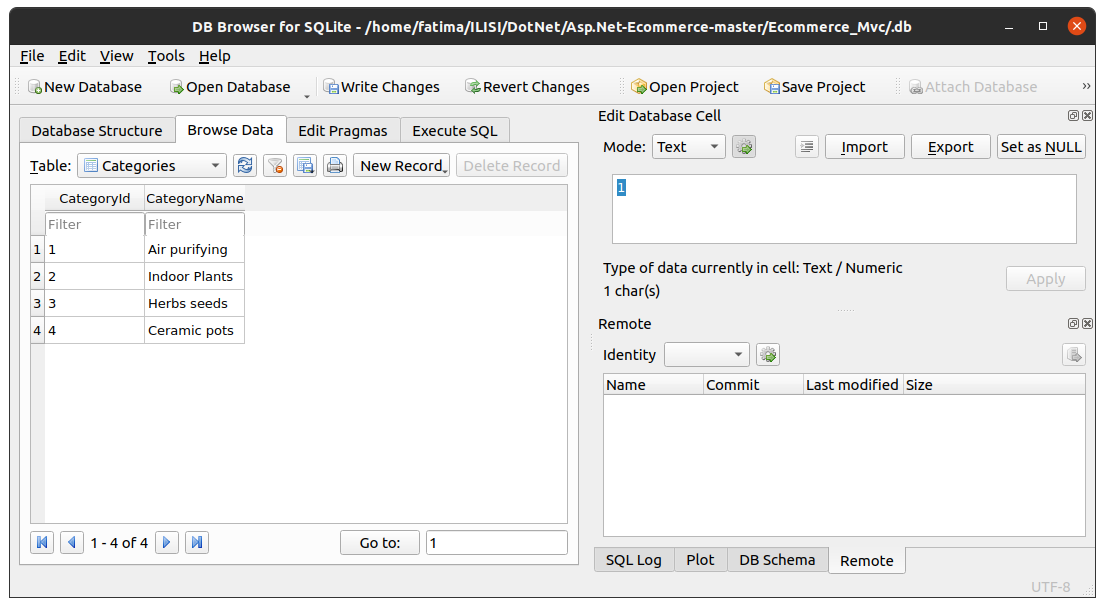 DB Browser for SQLite - /home/fatima/ILISI/DotNet/Asp.Net-Ecommerce-master/Ecommerce_Mvc/.db
File Edit View Tools Help
New Database Open Database Write Changes Revert Changes Open Project Save Project Attach Database »
Database Structure Browse Data Edit Pragmas Execute SQL
Table: Categories New Record Delete Record
CategoryId CategoryName
Filter Filter
1 1 Air purifying
2 2 Indoor Plants
3 3 Herbs seeds
4 4 Ceramic pots
1 - 4 of 4 Go to: 1
Edit Database Cell
Mode: Text Import Export Set as NULL
1
Type of data currently in cell: Text / Numeric
1 char(s)
Apply
Remote
Identity
Name Commit Last modified Size
SQL Log Plot DB Schema Remote
UTF-8